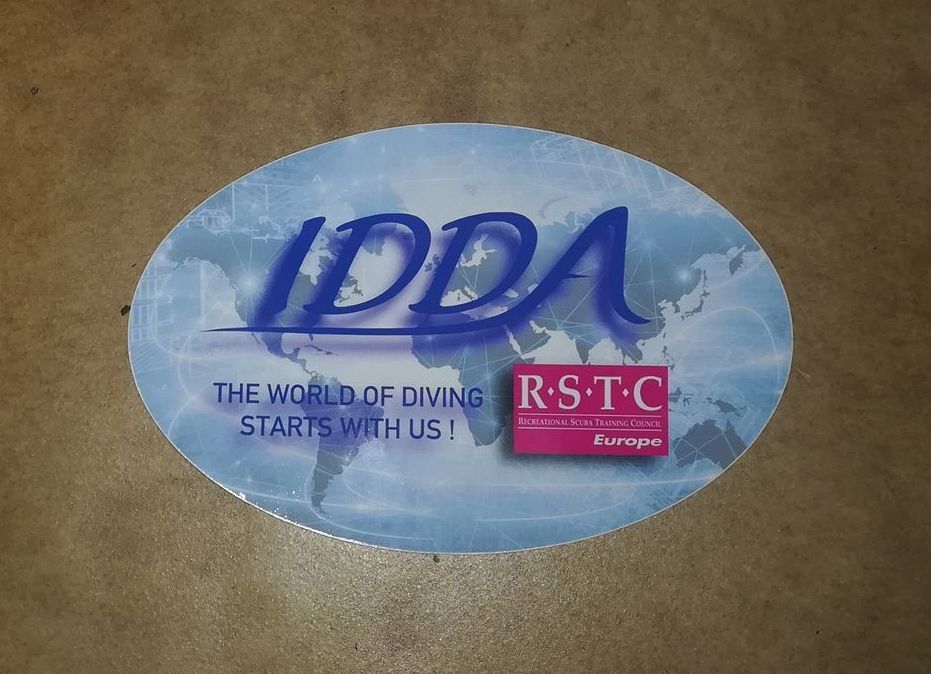 IDDA
THE WORLD OF DIVING
STARTS WITH US !
R·S·T·C
RECREATIONAL SCUBA TRAINING COUNCIL
Europe